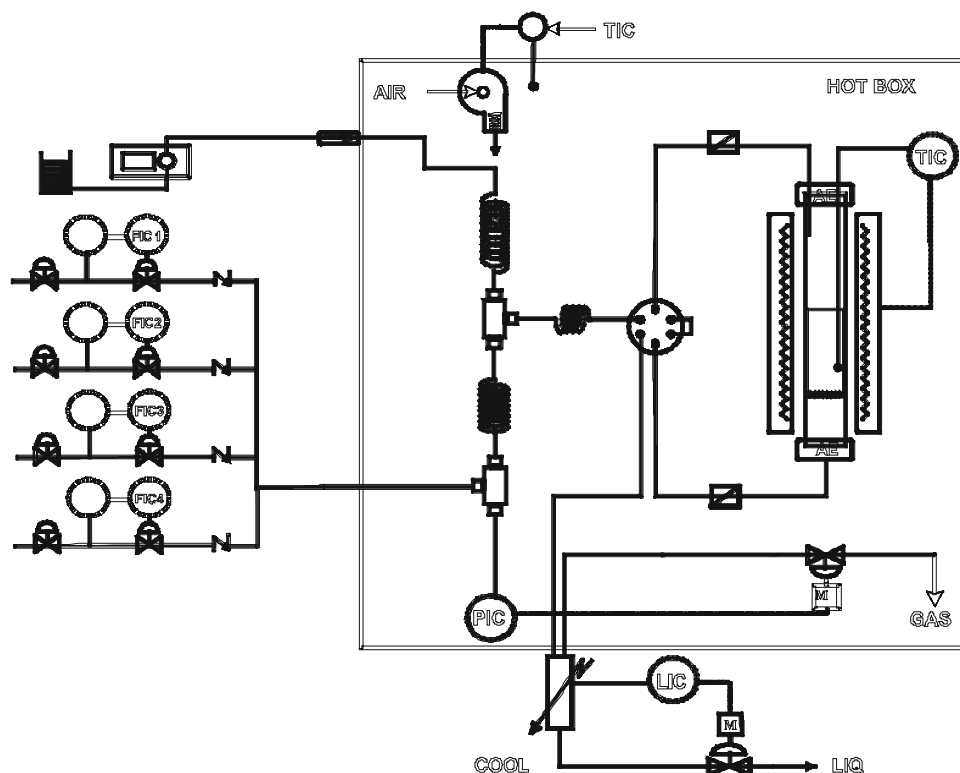 TIC
AIR
HOT BOX
TIC
AE
FIC 1
FIC2
FIC3
AE
FIC4
M
PIC
GAS
LIC
M
COOL
LIQ